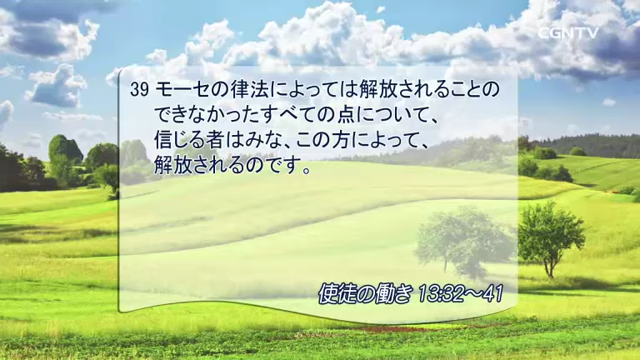 CGNTV
39 モーセの律法によっては解放されることの
できなかったすべての点について、
信じる者はみな、この方によって、
解放されるのです。
使徒の働き 13:32～41